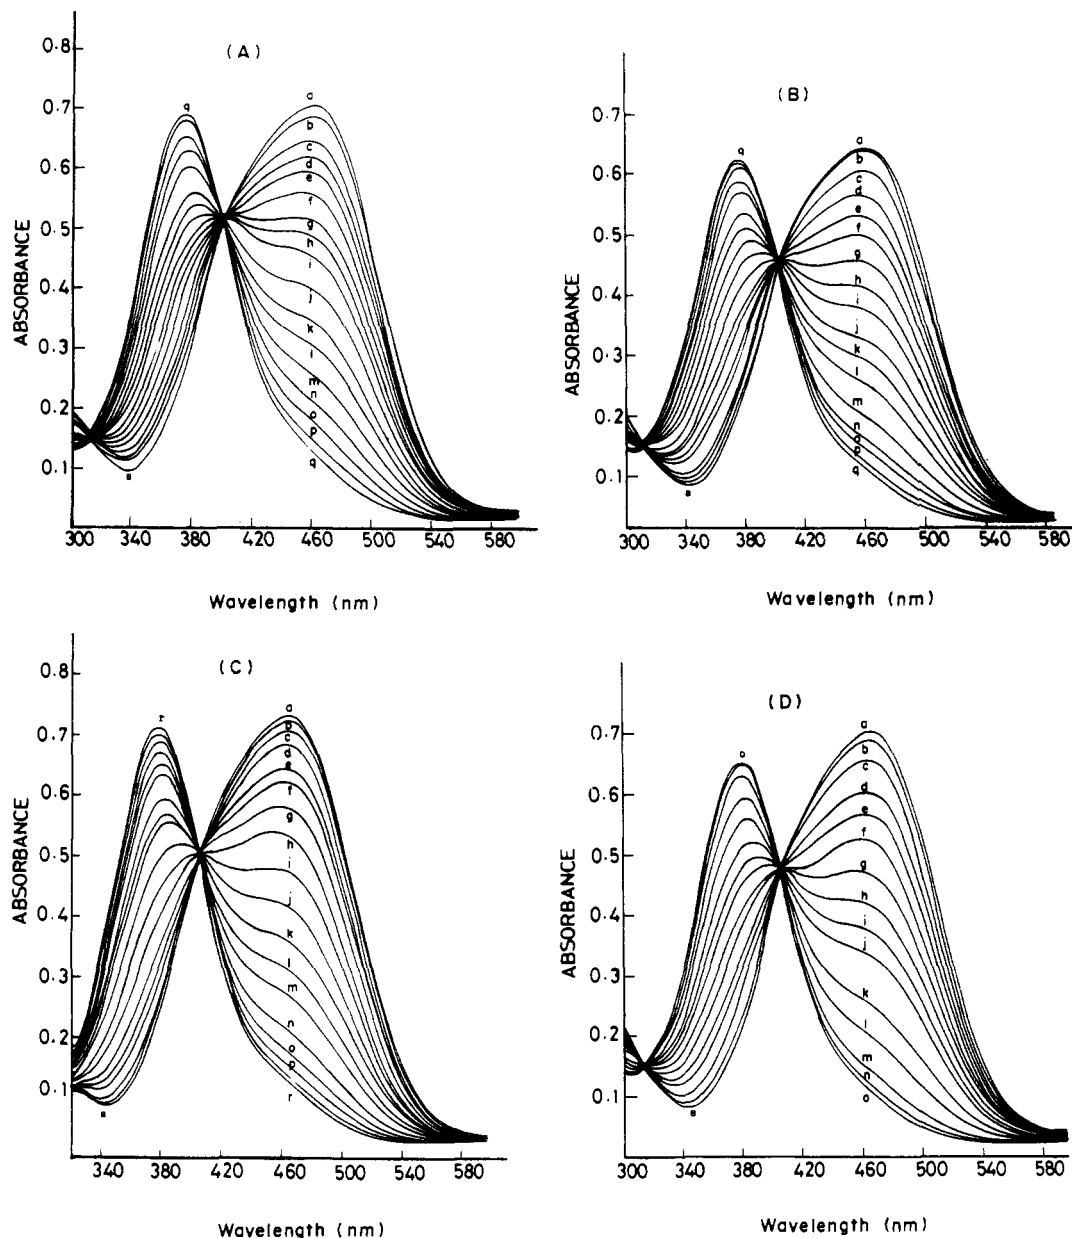 (A)
0.8
0.7
0.6
0.5
0.4
0.3
0.2
0.1
ABSORBANCE
q
a
b
c
d
e
f
g
h
i
j
k
l
m
n
o
p
q
a
300 340 380 420 460 500 540 580
Wavelength (nm)
(B)
0.7
0.6
0.5
0.4
0.3
0.2
0.1
ABSORBANCE
q
a
b
c
d
e
f
g
h
i
j
k
l
m
n
o
p
q
a
300 340 380 420 460 500 540 580
Wavelength (nm)
(C)
0.8
0.7
0.6
0.5
0.4
0.3
0.2
0.1
ABSORBANCE
r
a
b
c
d
e
f
g
h
i
j
k
l
m
n
o
p
r
a
340 380 420 460 500 540 580
Wavelength (nm)
(D)
0.7
0.6
0.5
0.4
0.3
0.2
0.1
ABSORBANCE
o
a
b
c
d
e
f
g
h
i
j
k
l
m
n
o
a
300 340 380 420 460 500 540 580
Wavelength (nm)